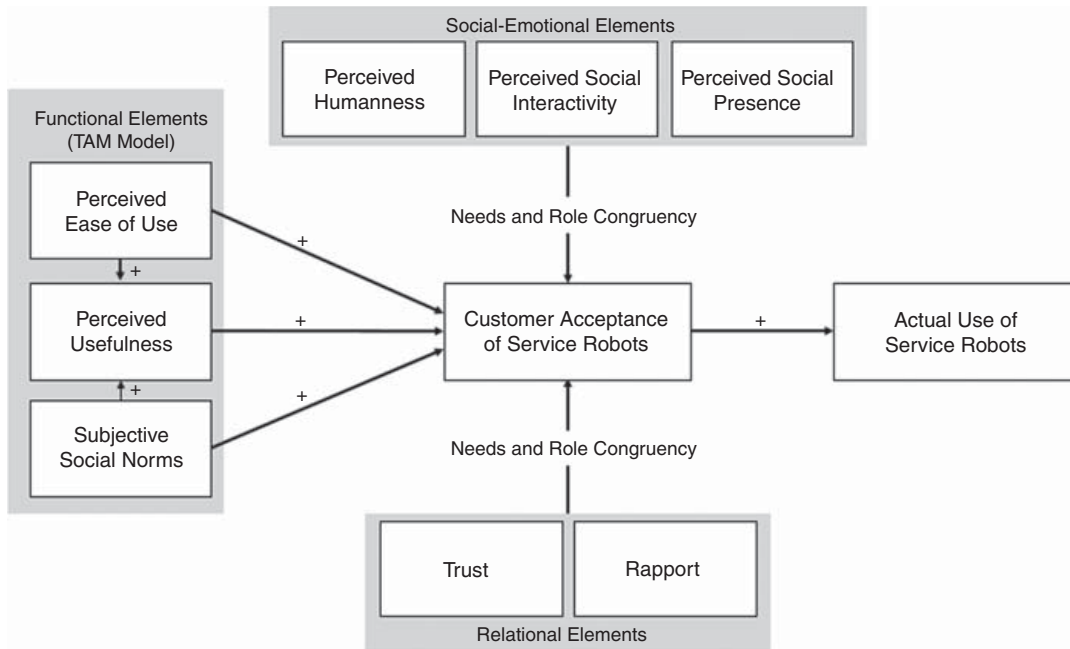 Social-Emotional Elements
Perceived
Humanness
Perceived Social
Interactivity
Perceived Social
Presence
Functional Elements
(TAM Model)
Perceived
Ease of Use
+
+
Needs and Role Congruency
Perceived
Usefulness
+
Customer Acceptance
of Service Robots
+
Actual Use of
Service Robots
+
+
Subjective
Social Norms
Needs and Role Congruency
Trust
Rapport
Relational Elements